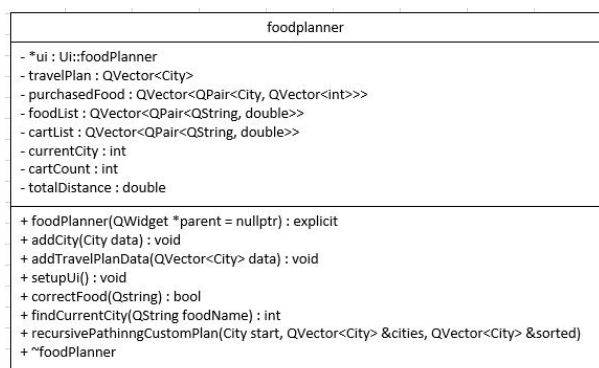 foodplanner
- *ui : Ui::foodPlanner
- travelPlan : QVector<City>
- purchasedFood : QVector<QPair<City, QVector<int>>>
- foodList : QVector<QPair<QString, double>>
- cartList : QVector<QPair<QString, double>>
- currentCity : int
- cartCount : int
- totalDistance : double
+ foodPlanner(QWidget *parent = nullptr) : explicit
+ addCity(City data) : void
+ addTravelPlanData(QVector<City> data) : void
+ setupUi() : void
+ correctFood(Qstring) : bool
+ findCurrentCity(QString foodName) : int
+ recursivePathinngCustomPlan(City start, QVector<City> &cities, QVector<City> &sorted)
+ ~foodPlanner